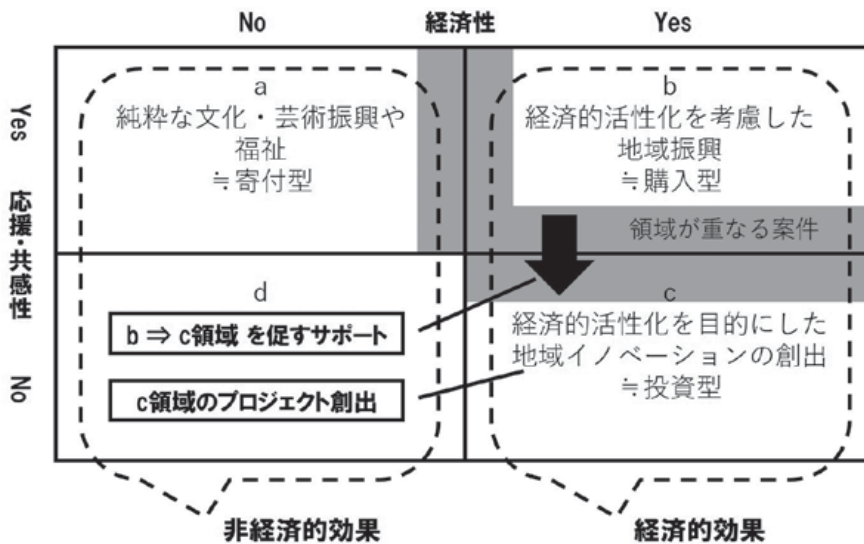 No
経済性
Yes
Yes
応援・共感性
No
a
純粋な文化・芸術振興や
福祉
≒寄付型
b
経済的活性化を考慮した
地域振興
≒購入型
領域が重なる案件
d
b ⇒ c領域 を促すサポート
c領域のプロジェクト創出
c
経済的活性化を目的にした
地域イノベーションの創出
≒投資型
非経済的効果
経済的効果